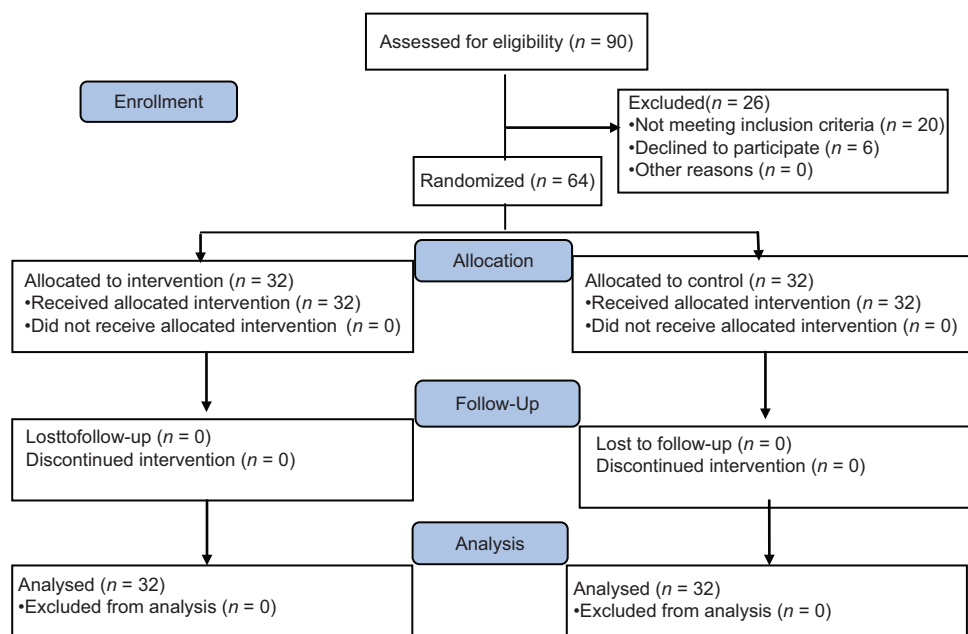 Assessed for eligibility (n = 90)
Enrollment
Excluded(n = 26)
•Not meeting inclusion criteria (n = 20)
•Declined to participate (n = 6)
•Other reasons (n = 0)
Randomized (n = 64)
Allocation
Allocated to intervention (n = 32)
•Received allocated intervention (n = 32)
•Did not receive allocated intervention (n = 0)
Allocated to control (n = 32)
•Received allocated intervention (n = 32)
•Did not receive allocated intervention (n = 0)
Follow-Up
Losttofollow-up (n = 0)
Discontinued intervention (n = 0)
Lost to follow-up (n = 0)
Discontinued intervention (n = 0)
Analysis
Analysed (n = 32)
•Excluded from analysis (n = 0)
Analysed (n = 32)
•Excluded from analysis (n = 0)